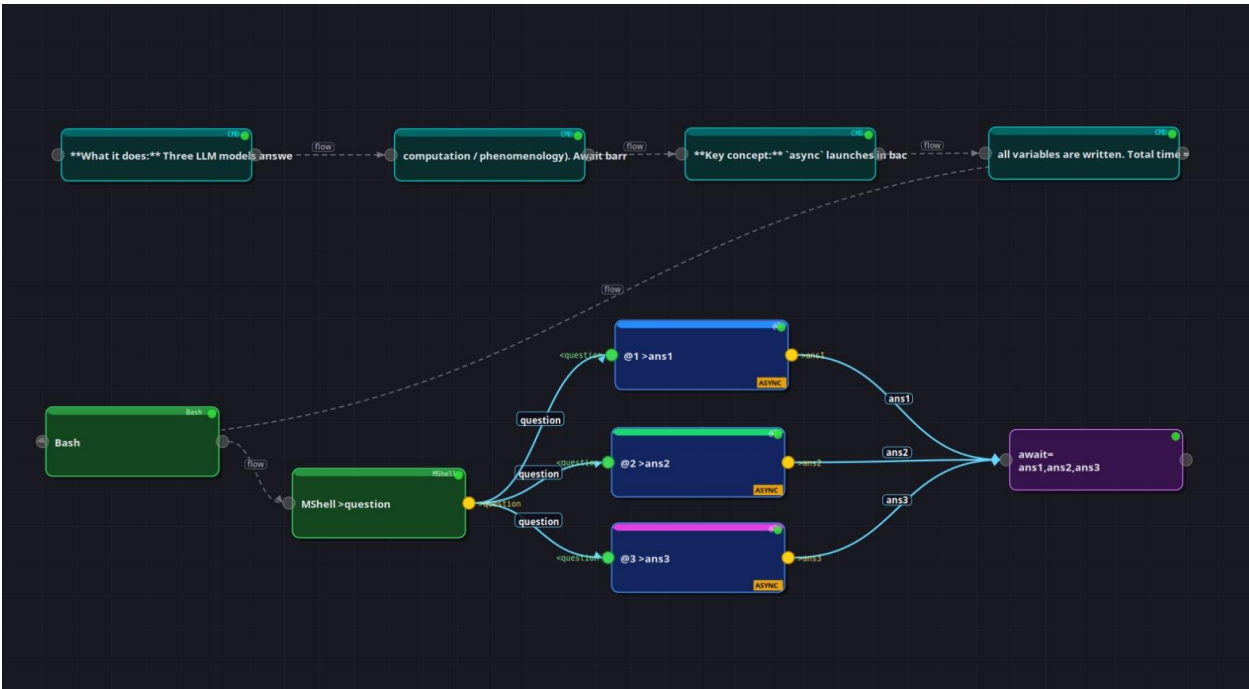 CMD
**What it does:** Three LLM models answe
flow
CMD
computation / phenomenology). Await barr
flow
CMD
**Key concept:** `async` launches in bac
flow
CMD
all variables are written. Total time =
flow
Bash
Bash
flow
MShell
MShell >question
>question
question
question
question
<question
@1 >ans1
ASYNC
>ans1
<question
@2 >ans2
ASYNC
>ans2
<question
@3 >ans3
ASYNC
>ans3
ans1
ans2
ans3
await=
ans1,ans2,ans3